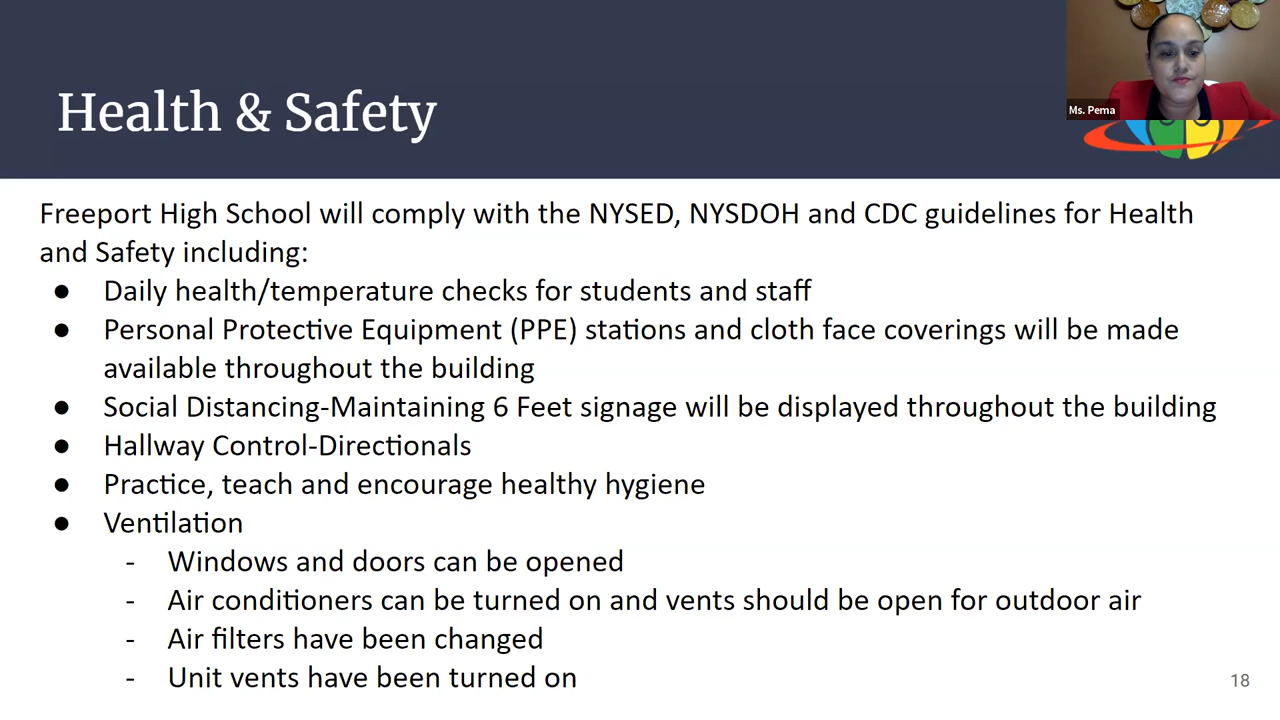 Health & Safety
Ms. Pema
Freeport High School will comply with the NYSED, NYSDOH and CDC guidelines for Health
and Safety including:
● Daily health/temperature checks for students and staff
● Personal Protective Equipment (PPE) stations and cloth face coverings will be made
available throughout the building
● Social Distancing-Maintaining 6 Feet signage will be displayed throughout the building
● Hallway Control-Directionals
● Practice, teach and encourage healthy hygiene
● Ventilation
- Windows and doors can be opened
- Air conditioners can be turned on and vents should be open for outdoor air
- Air filters have been changed
- Unit vents have been turned on
18